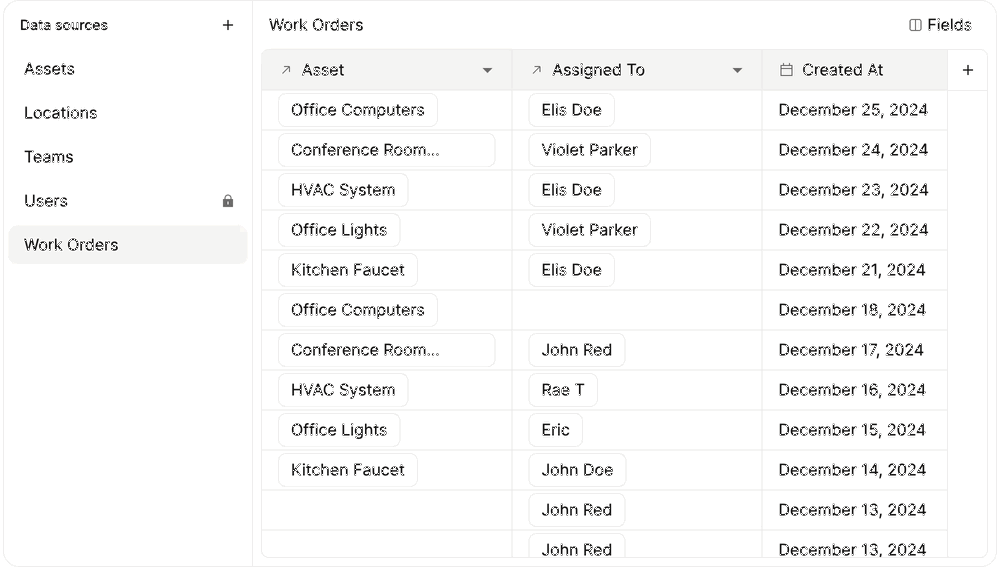 Data sources +
Assets
Locations
Teams
Users
Work Orders
Work Orders
Fields
Asset Assigned To Created At +
Office Computers Elis Doe December 25, 2024
Conference Room... Violet Parker December 24, 2024
HVAC System Elis Doe December 23, 2024
Office Lights Violet Parker December 22, 2024
Kitchen Faucet Elis Doe December 21, 2024
Office Computers December 18, 2024
Conference Room... John Red December 17, 2024
HVAC System Rae T December 16, 2024
Office Lights Eric December 15, 2024
Kitchen Faucet John Doe December 14, 2024
John Red December 13, 2024
John Red December 13, 2024